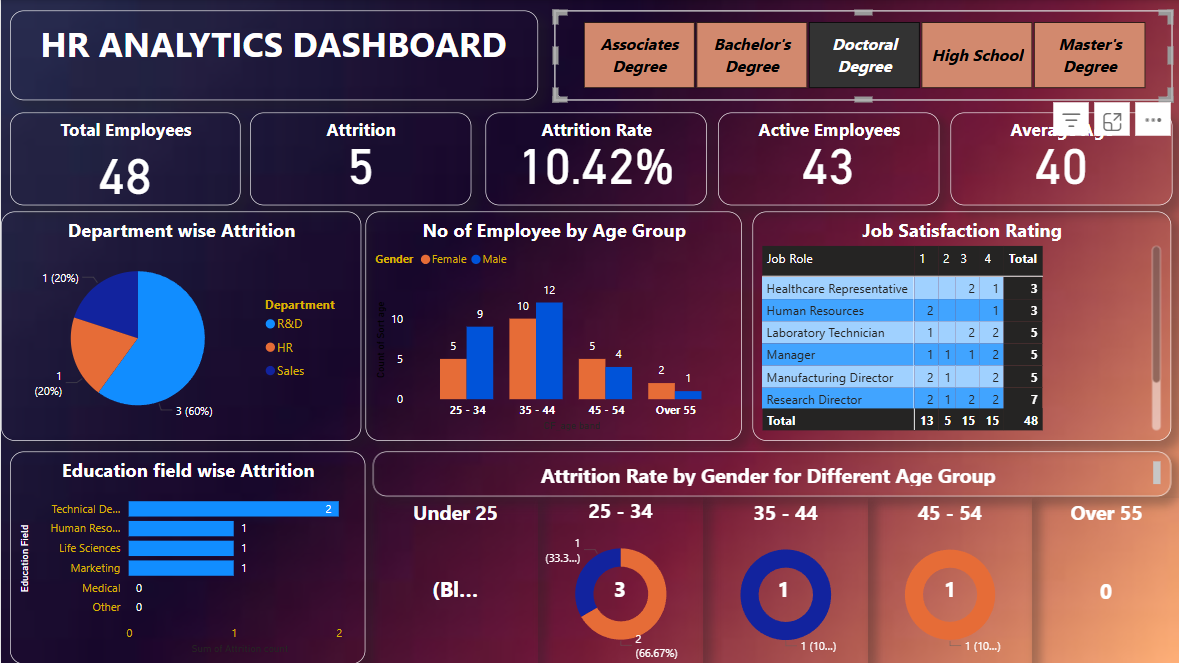 HR ANALYTICS DASHBOARD
Associates Degree
Bachelor's Degree
Doctoral Degree
High School
Master's Degree
Total Employees
48
Attrition
5
Attrition Rate
10.42%
Active Employees
43
40
Department wise Attrition
1 (20%)
1
(20%)
3 (60%)
Department
R&D
HR
Sales
No of Employee by Age Group
Gender Female Male
10
5
0
5
9
10
12
5
4
2
1
25 - 34
35 - 44
45 - 54
Over 55
Job Satisfaction Rating
Job Role 1 2 3 4 Total
Healthcare Representative 2 1 3
Human Resources 2 1 3
Laboratory Technician 1 2 2 5
Manager 1 1 1 2 5
Manufacturing Director 2 1 2 5
Research Director 2 1 2 2 7
Total 13 5 15 15 48
Education field wise Attrition
Education Field
Technical De... 2
Human Reso... 1
Life Sciences 1
Marketing 1
Medical 0
Other 0
0 1 2
Sum of Attrition count
Attrition Rate by Gender for Different Age Group
Under 25
(Bl...
25 - 34
1
(33.3...)
3
2
(66.67%)
35 - 44
1
1 (10...)
45 - 54
1
1 (10...)
Over 55
0